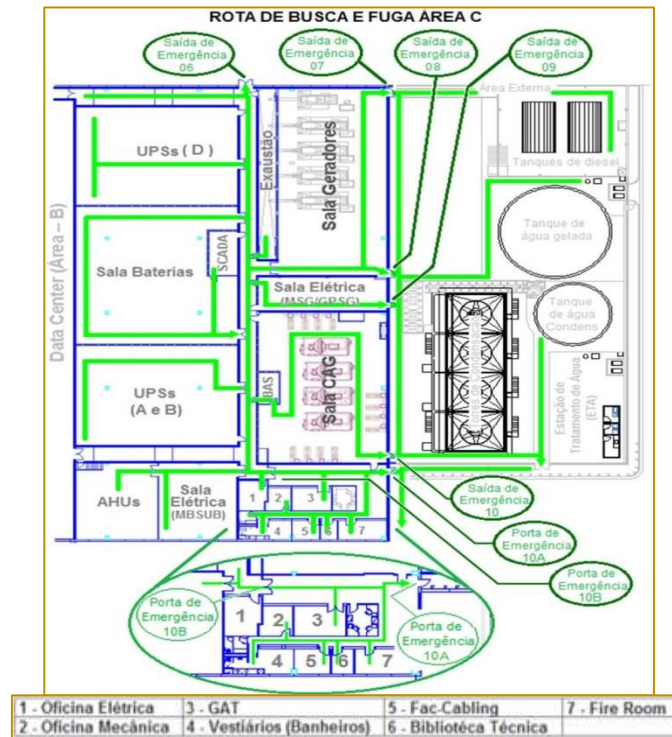 ROTA DE BUSCA E FUGA ÁREA C
Saída de
Emergência
06
Saída de
Emergência
07
Saída de
Emergência
08
Saída de
Emergência
09
Área Externa
UPSs ( D )
Exaustão
Sala Geradores
Tanques de diesel
Data Center (Área – B)
Sala Baterias
SCADA
Tanque de
água gelada
Sala Elétrica
(MSG/GPSG)
Tanque
de água
Condens
UPSs
(A e B)
BAS
Sala CAG
Torres de Condensação
Estação de
Tratamento de Água
(ETA)
AHUs
Sala
Elétrica
(MBSUB)
1
2
3
4
5
6
7
Saída de
Emergência
10
Porta de
Emergência
10A
Porta de
Emergência
10B
Porta de
Emergência
10B
1
2
3
4
5
6
7
Porta de
Emergência
10A
1 - Oficina Elétrica
3 - GAT
5 - Fac-Cabling
7 - Fire Room
2 - Oficina Mecânica
4 - Vestiários (Banheiros)
6 - Bibliotéca Técnica